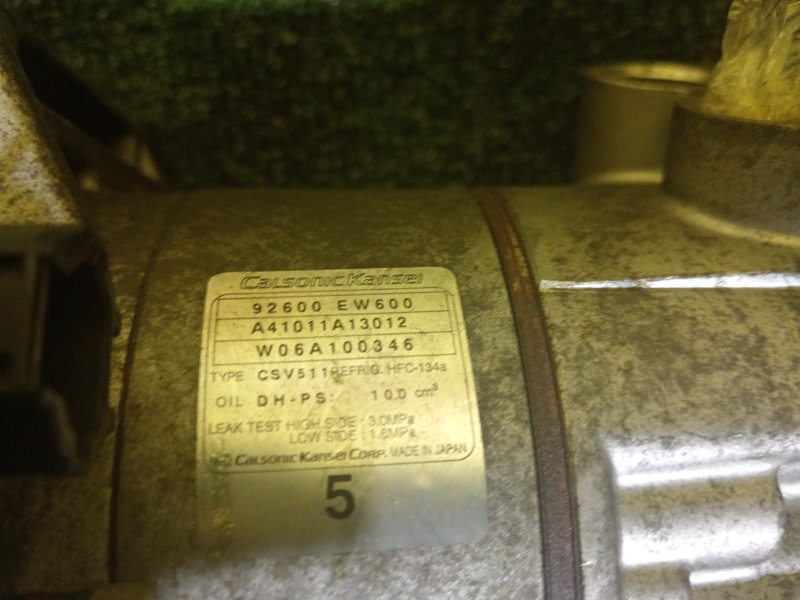 Calsonic Kansei
92600 EW600
A41011A13012
W06A100346
TYPE CSV511 REFRIG. HFC-134a
OIL DH-PS: 100 cm³
LEAK TEST HIGH SIDE : 3.0MPa
LOW SIDE : 1.6MPa
Calsonic Kansei Corp. MADE IN JAPAN
5